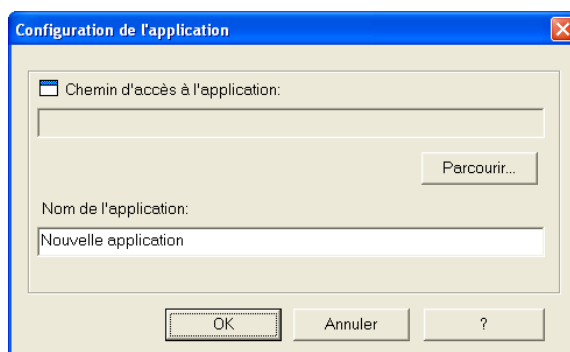 Configuration de l'application
Chemin d'accès à l'application:
Parcourir...
Nom de l'application:
Nouvelle application
OK
Annuler
?